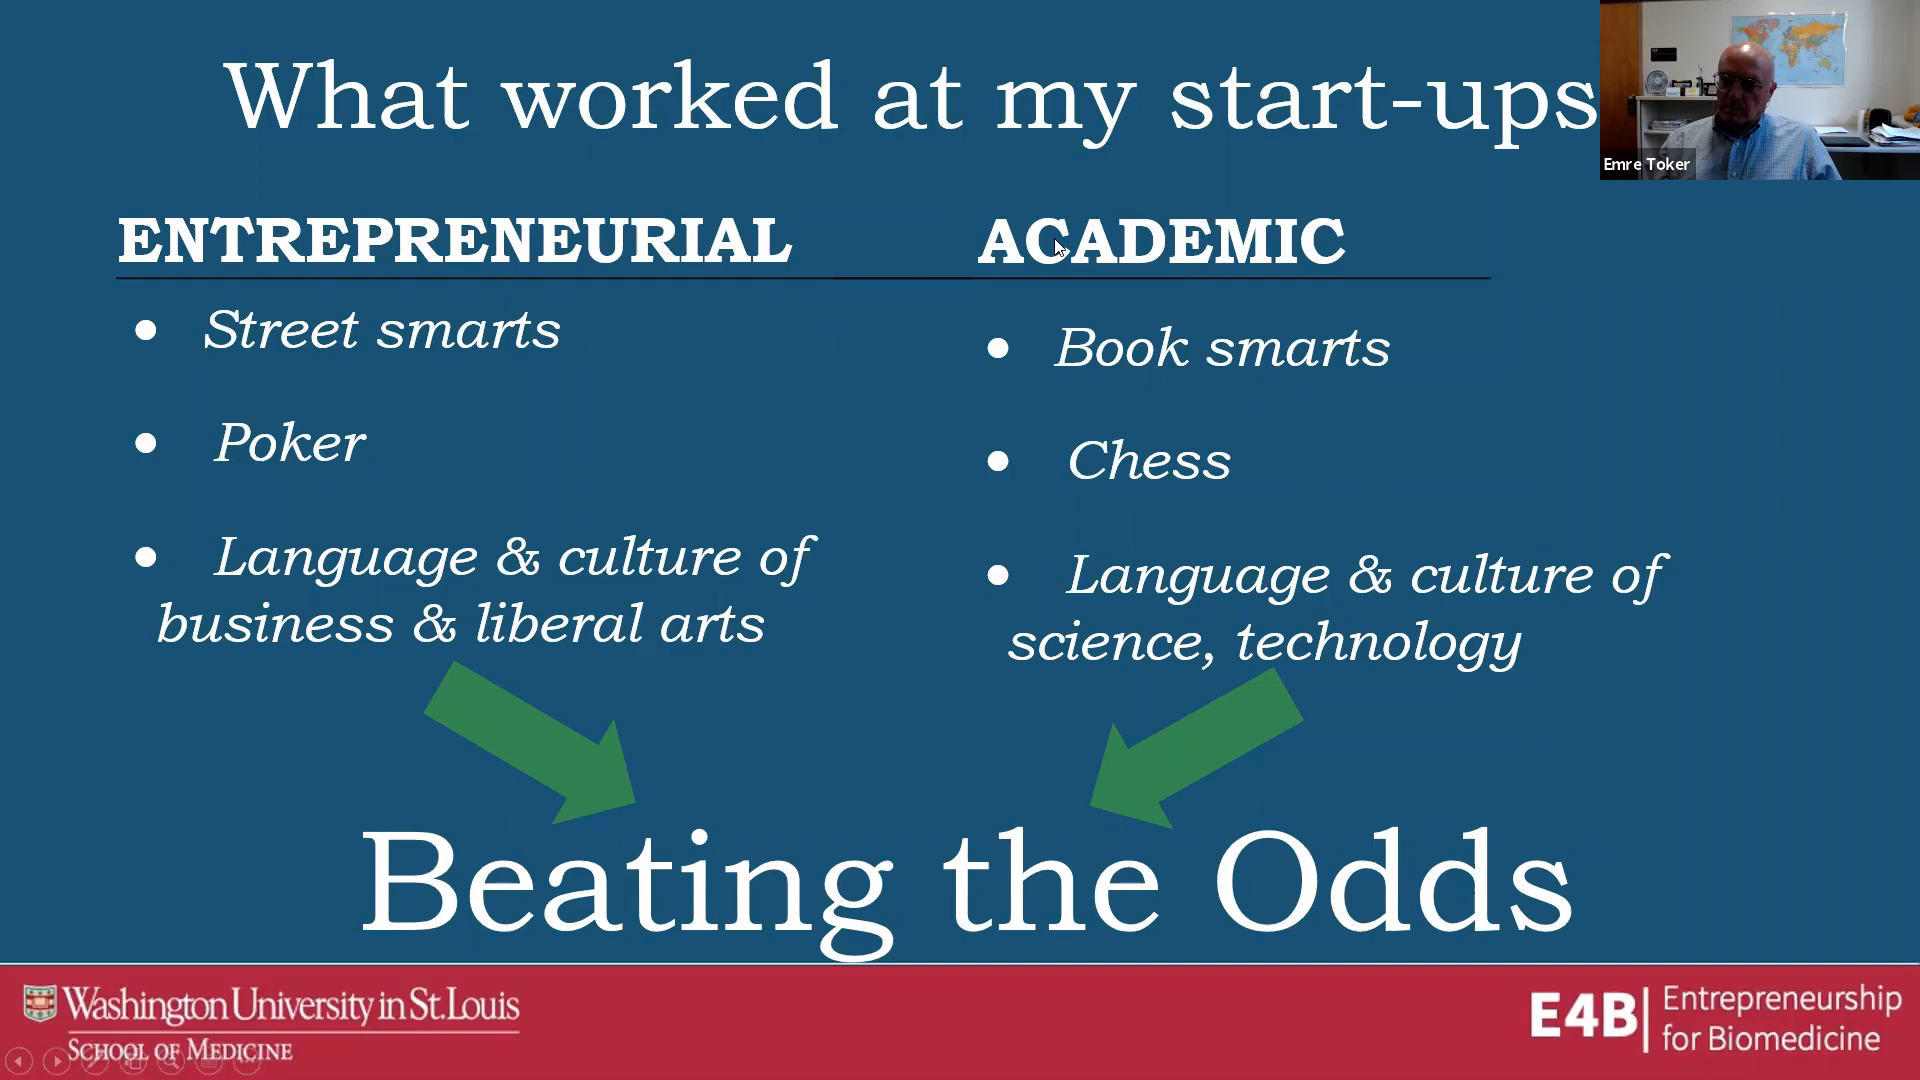 What worked at my start-ups
Emre Toker
ENTREPRENEURIAL
• Street smarts
• Poker
• Language & culture of
business & liberal arts
ACADEMIC
• Book smarts
• Chess
• Language & culture of
science, technology
Beating the Odds
Washington University in St. Louis
SCHOOL OF MEDICINE
E4B
Entrepreneurship
for Biomedicine